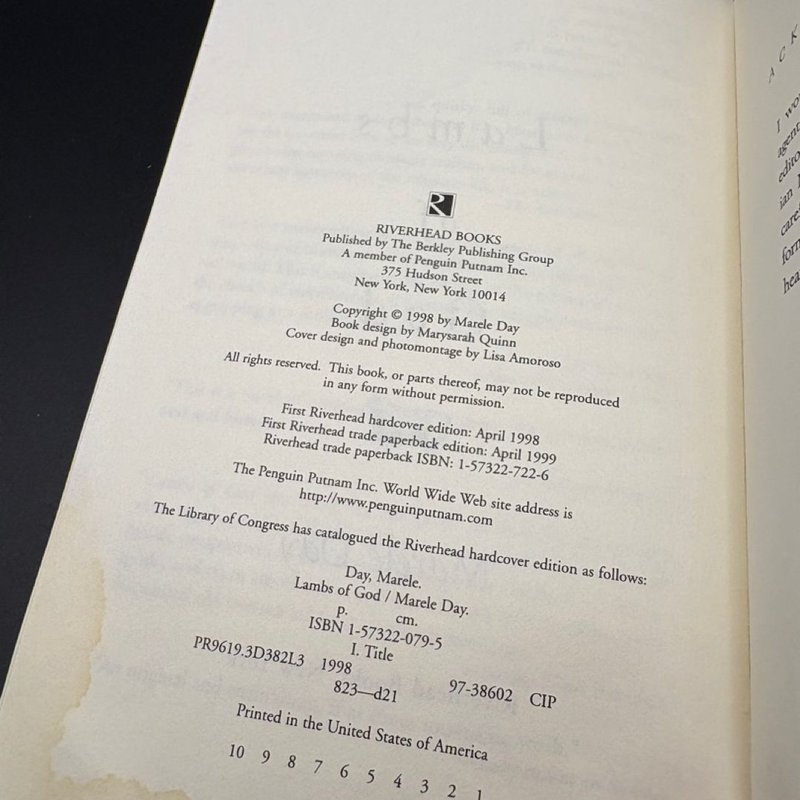 R
RIVERHEAD BOOKS
Published by The Berkley Publishing Group
A member of Penguin Putnam Inc.
375 Hudson Street
New York, New York 10014
Copyright © 1998 by Marele Day
Book design by Marysarah Quinn
Cover design and photomontage by Lisa Amoroso
All rights reserved. This book, or parts thereof, may not be reproduced
in any form without permission.
First Riverhead hardcover edition: April 1998
First Riverhead trade paperback edition: April 1999
Riverhead trade paperback ISBN: 1-57322-722-6
The Penguin Putnam Inc. World Wide Web site address is
http://www.penguinputnam.com
The Library of Congress has catalogued the Riverhead hardcover edition as follows:
Day, Marele.
Lambs of God / Marele Day.
p. cm.
ISBN 1-57322-079-5
I. Title
PR9619.3D382L3 1998
97-38602 CIP
823—d21
Printed in the United States of America
10 9 8 7 6 5 4 3 2 1
A C K
I
agent